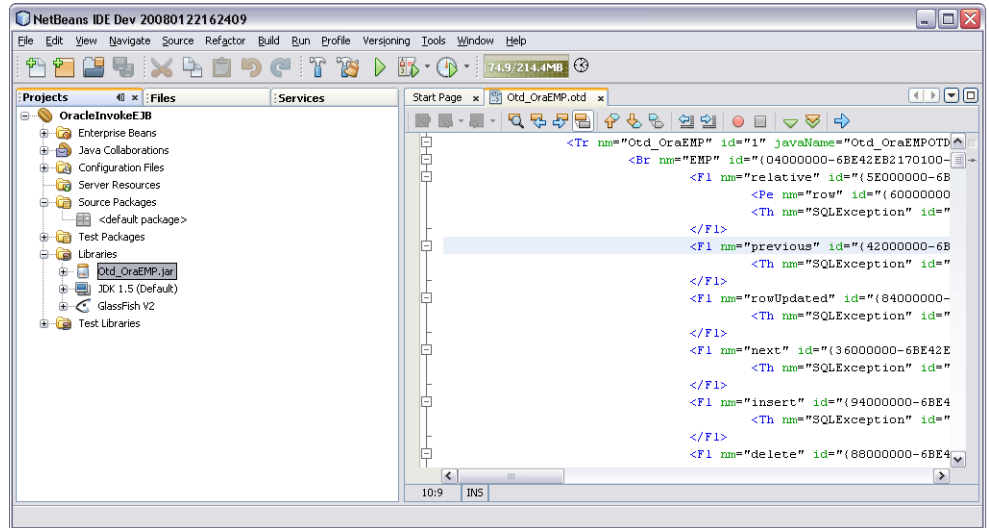 NetBeans IDE Dev 20080122162409
File Edit View Navigate Source Refactor Build Run Profile Versioning Tools Window Help
74.9/214.4MB
Projects Files Services
Start Page Otd_OraEMP.otd
OracleInvokeEJB
Enterprise Beans
Java Collaborations
Configuration Files
Server Resources
Source Packages
<default package>
Test Packages
Libraries
Otd_OraEMP.jar
JDK 1.5 (Default)
GlassFish V2
Test Libraries
<Tr nm="Otd_OraEMP" id="1" javaName="Otd_OraEMPOTD
<Br nm="EMP" id="{04000000-6BE42EB2170100-
<Fl nm="relative" id="{5E000000-6B
<Pe nm="row" id="{60000000
<Th nm="SQLException" id="
</Fl>
<Fl nm="previous" id="{42000000-6B
<Th nm="SQLException" id="
</Fl>
<Fl nm="rowUpdated" id="{84000000-
<Th nm="SQLException" id="
</Fl>
<Fl nm="next" id="{36000000-6BE42E
<Th nm="SQLException" id="
</Fl>
<Fl nm="insert" id="{94000000-6BE4
<Th nm="SQLException" id="
</Fl>
<Fl nm="delete" id="{88000000-6BE4
10:9 INS